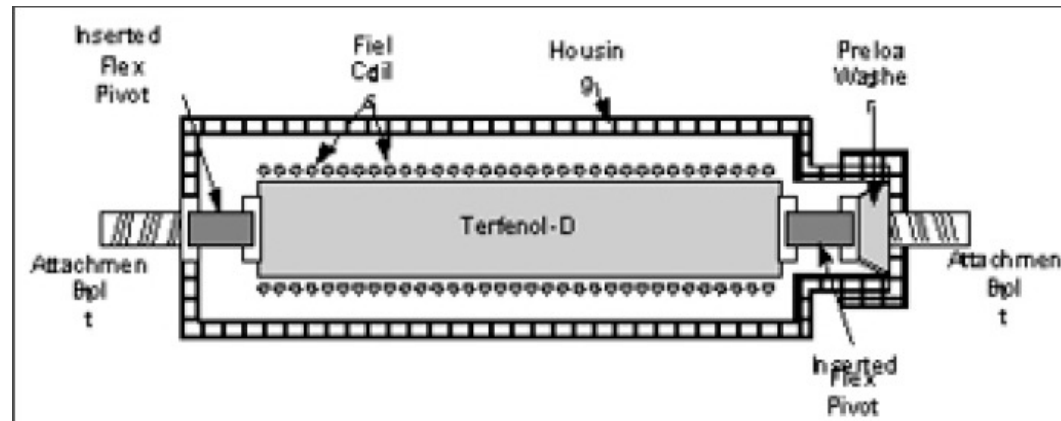 Inserted
Flex
Pivot
Fiel
Coil
s
Housin
g
Preloa
Washe
r
Terfenol-D
Attachmen
Bol
t
Attachmen
Bol
t
Inserted
Flex
Pivot